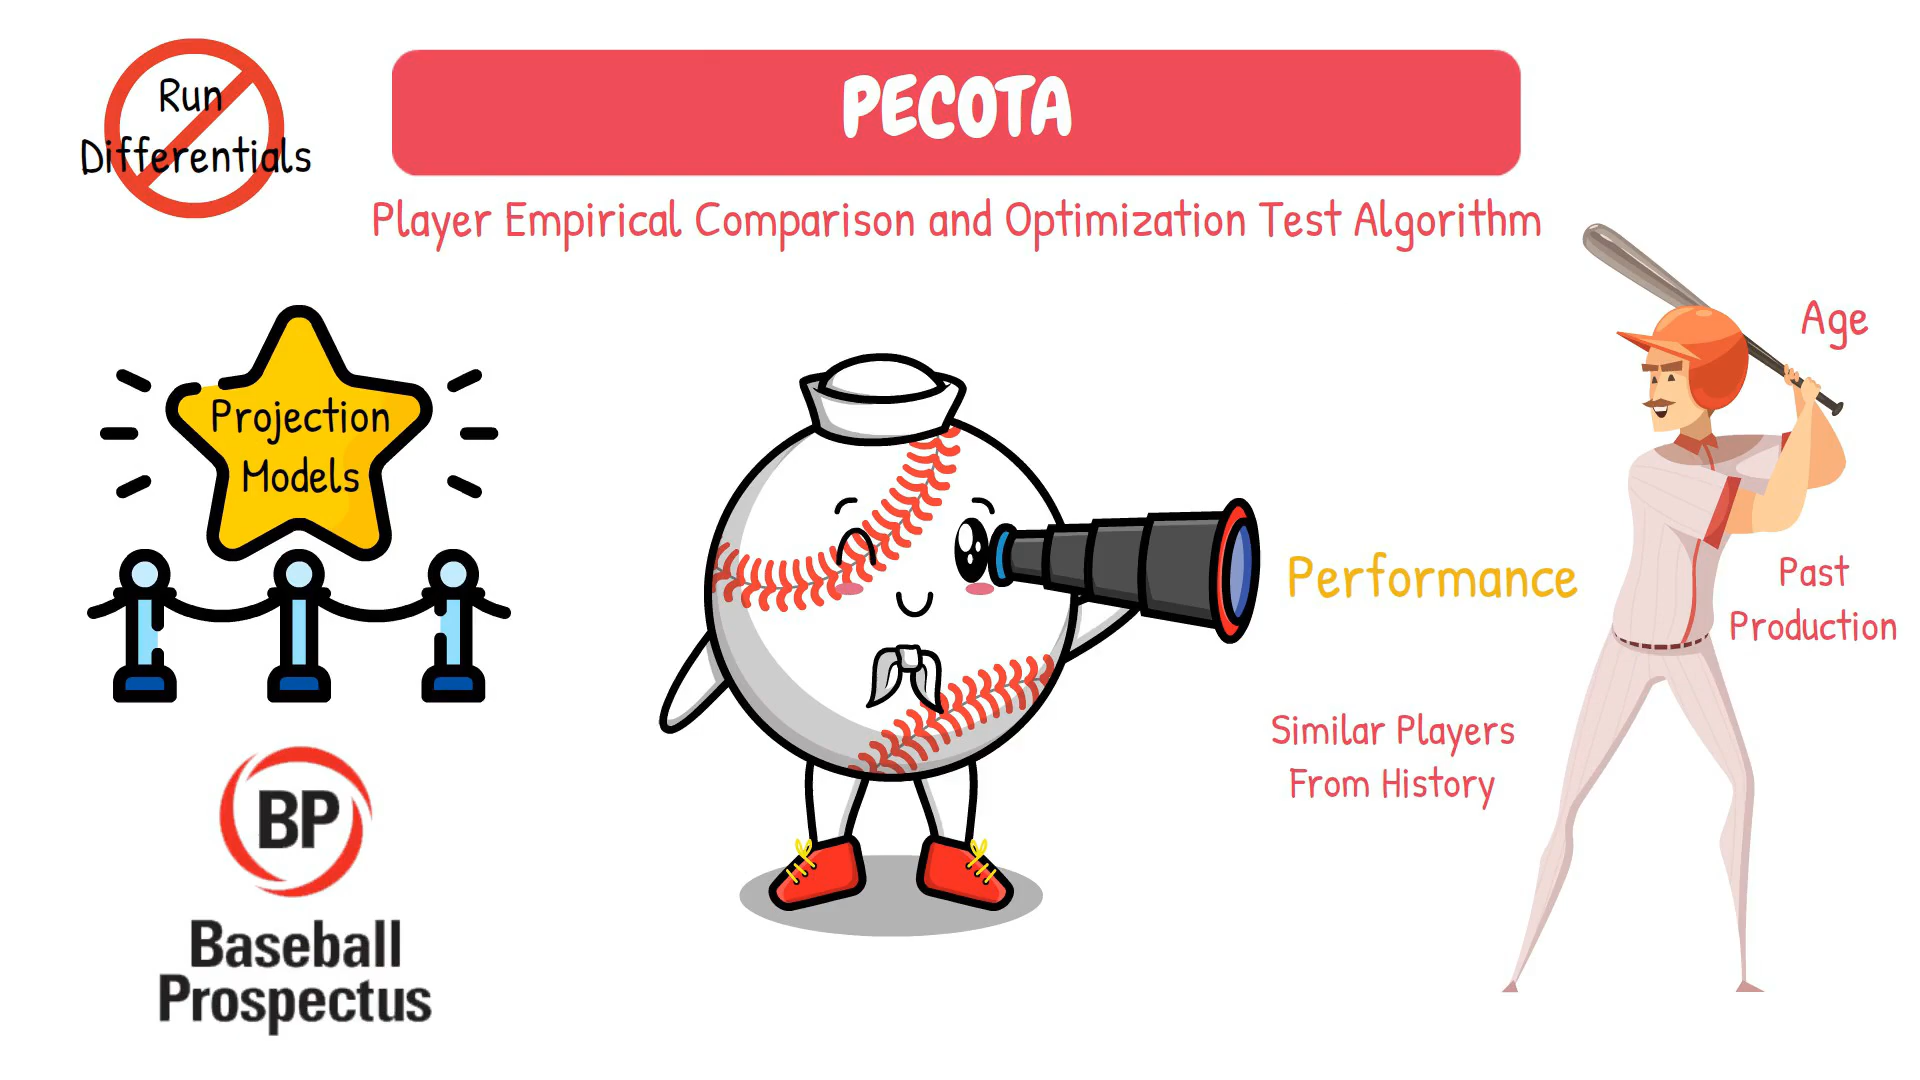 Run
Differentials
PECOTA
Player Empirical Comparison and Optimization Test Algorithm
Projection
Models
BP
Baseball
Prospectus
Performance
Age
Past
Production
Similar Players
From History